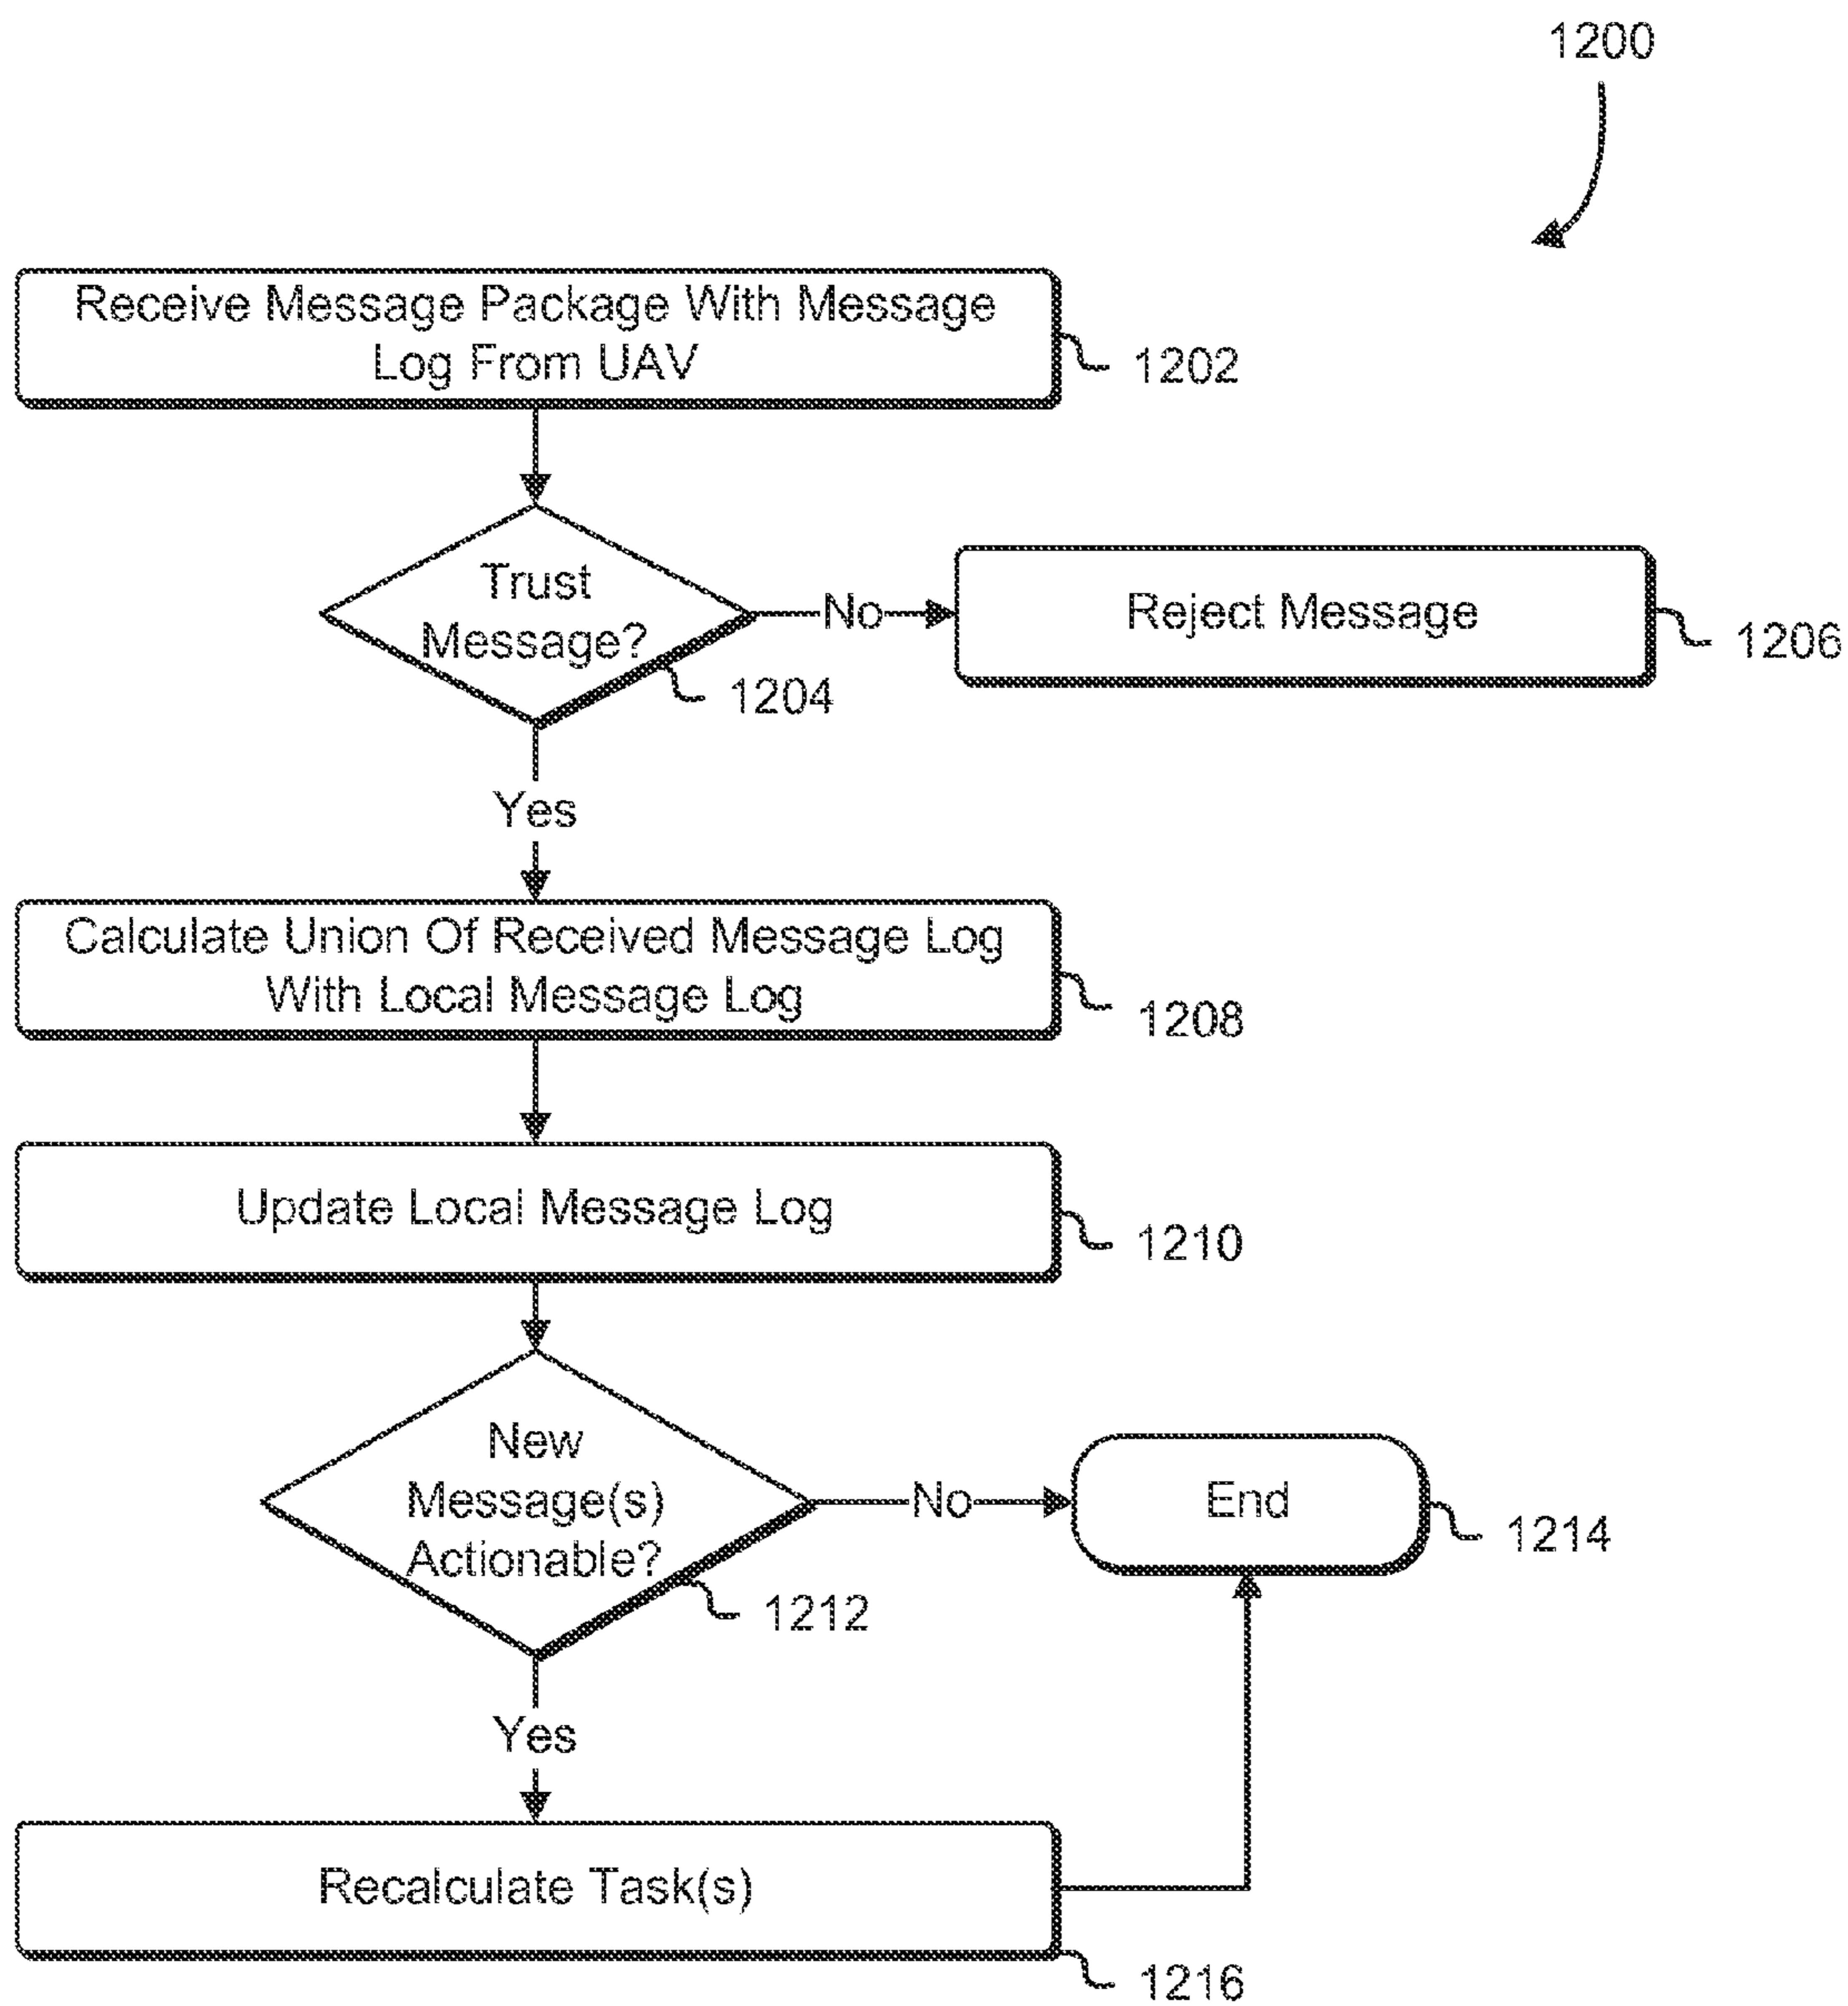 1200
Receive Message Package With Message
Log From UAV
1202
Trust
Message?
No
Reject Message
1206
1204
Yes
Calculate Union Of Received Message Log
With Local Message Log
1208
Update Local Message Log
1210
New
Message(s)
Actionable?
No
End
1214
1212
Yes
Recalculate Task(s)
1216